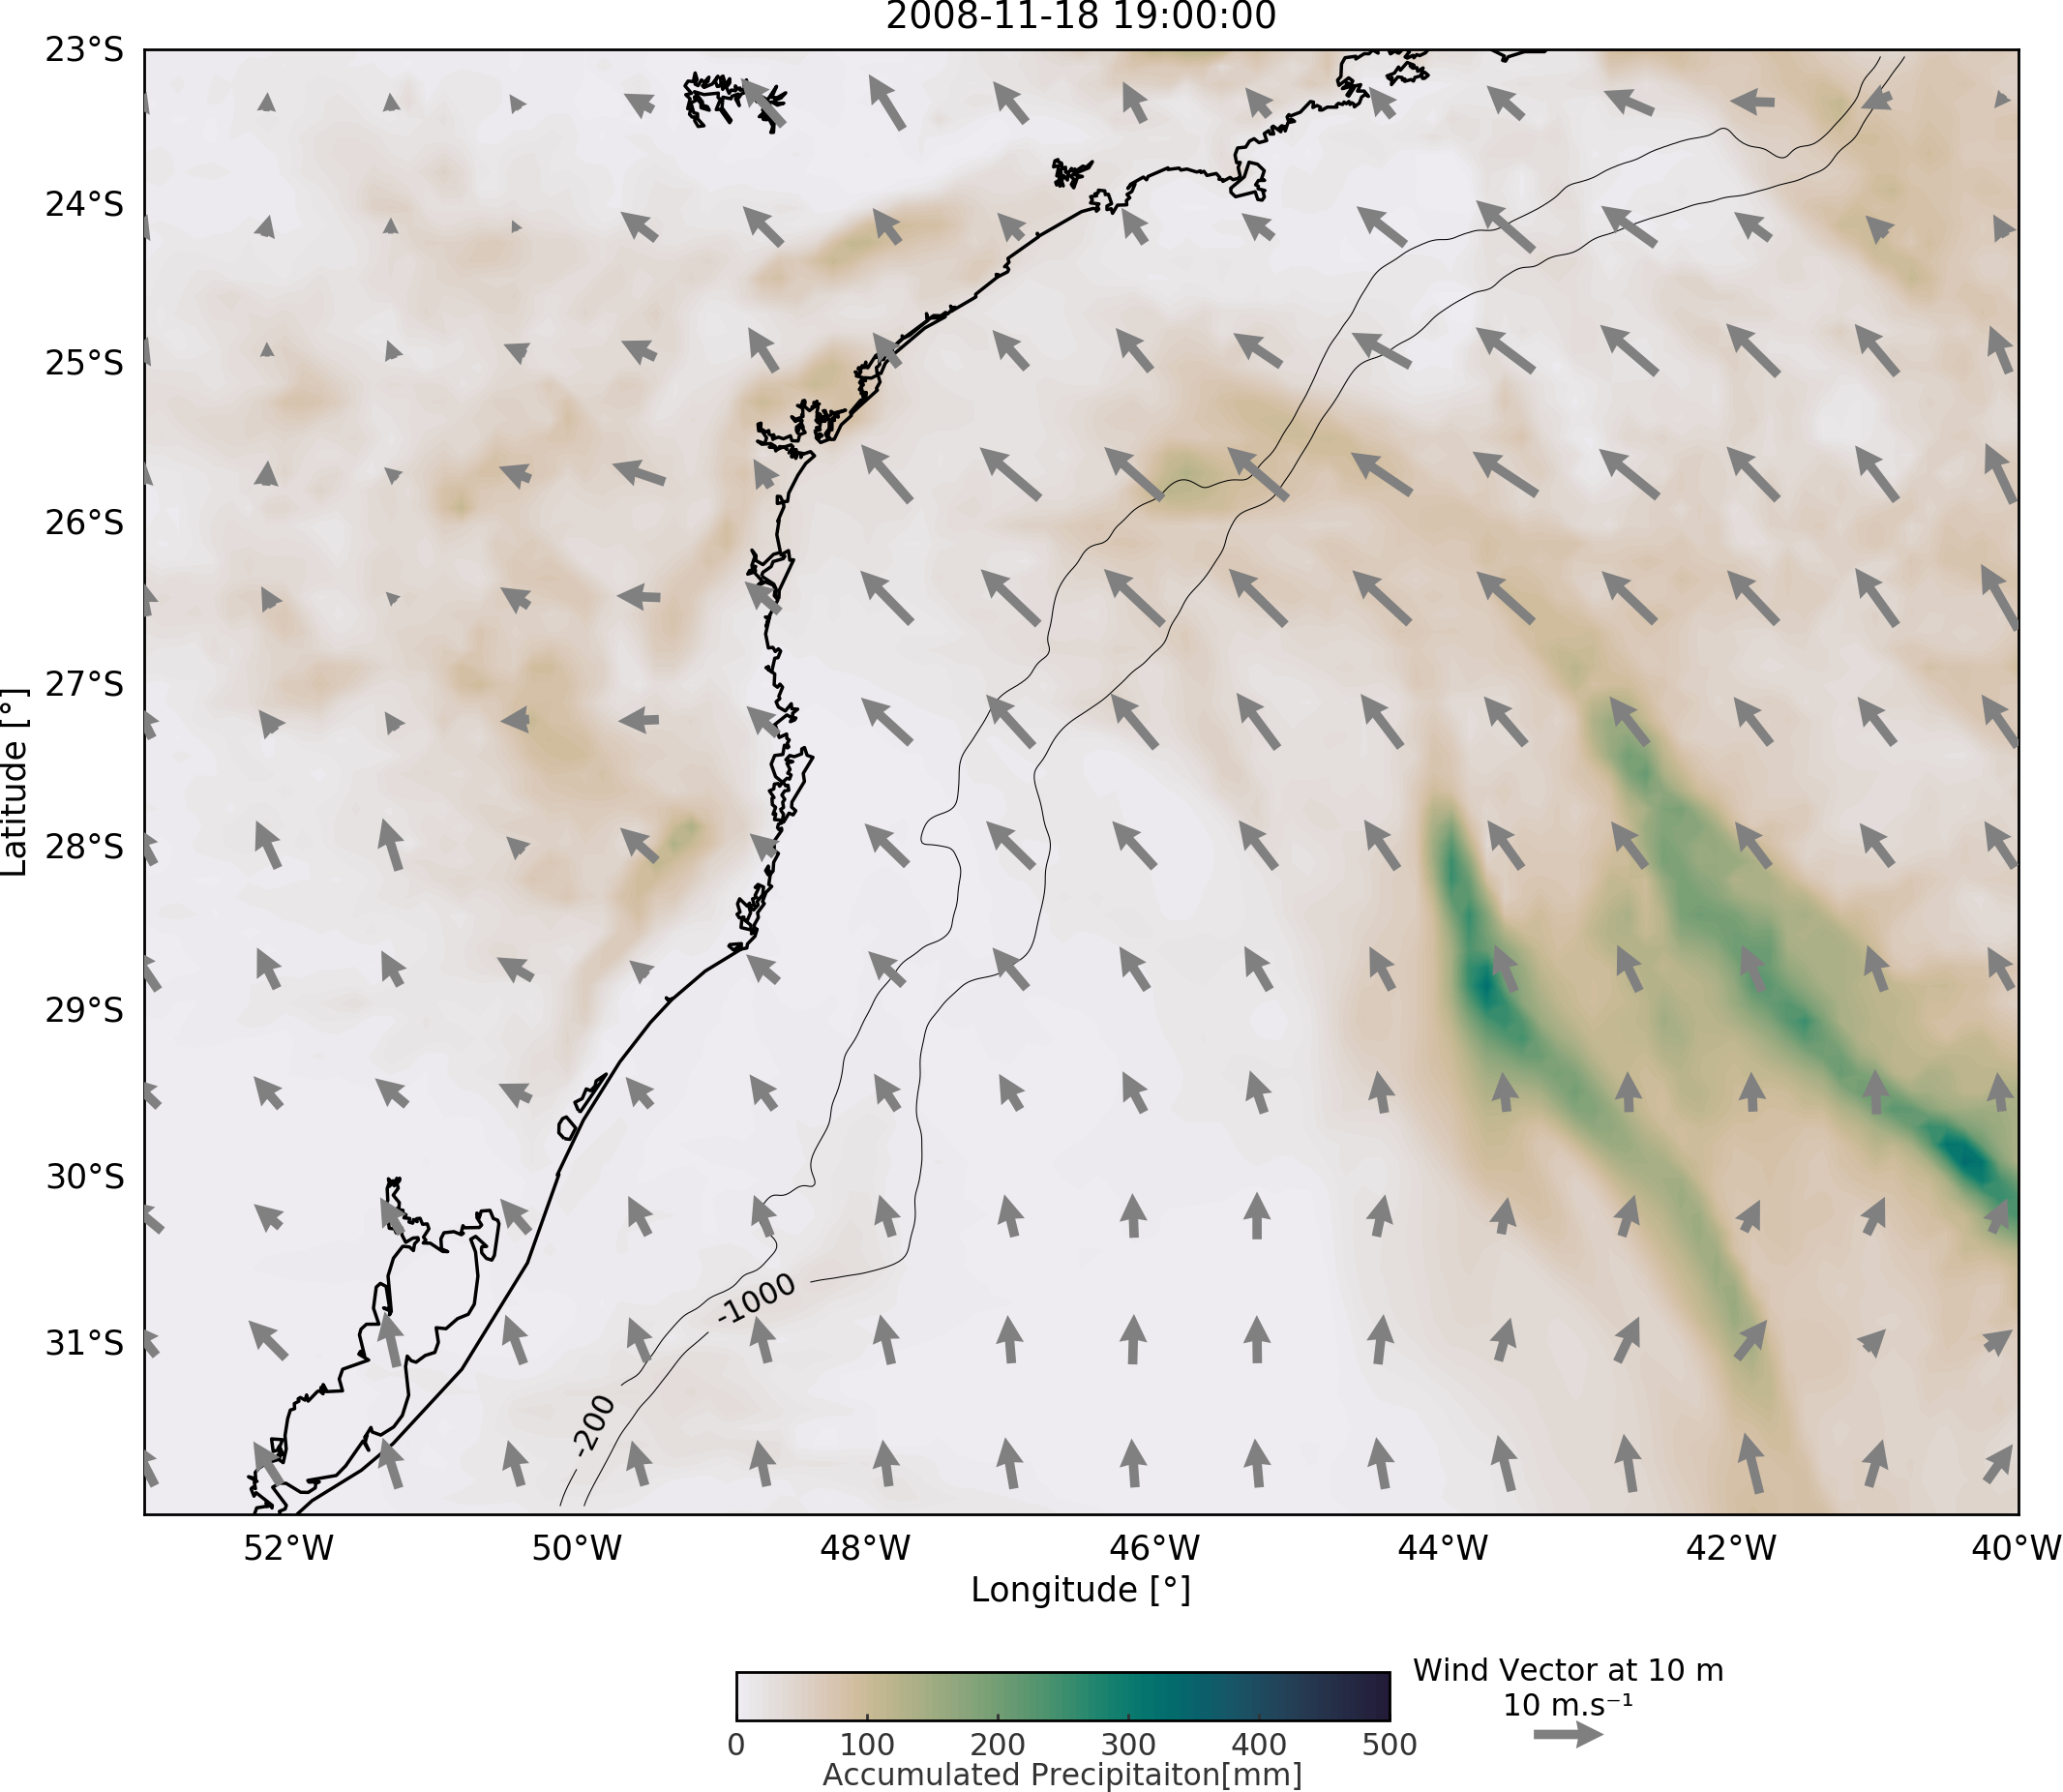 2008-11-18 19:00:00
23°S
24°S
25°S
26°S
27°S
28°S
29°S
30°S
31°S
Latitude [°]
-1000
-200
52°W 50°W 48°W 46°W 44°W 42°W 40°W
Longitude [°]
Wind Vector at 10 m
10 m.s⁻¹
0 100 200 300 400 500
Accumulated Precipitaiton[mm]